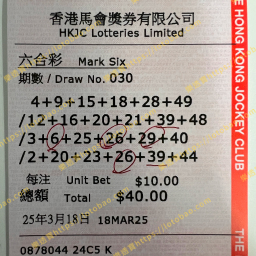 香港馬會獎券有限公司
HKJC Lotteries Limited
六合彩 Mark Six
期數 / Draw No. 030
4+9+15+18+28+49
/12+16+20+21+39+48
/3+6+25+26+29+40
/2+20+23+26+39+44
每注 Unit Bet $10.00
總額 Total $40.00
25年3月18日 18MAR25
0878044 24C5 K
THE HONG KONG JOCKEY CLUB
THE